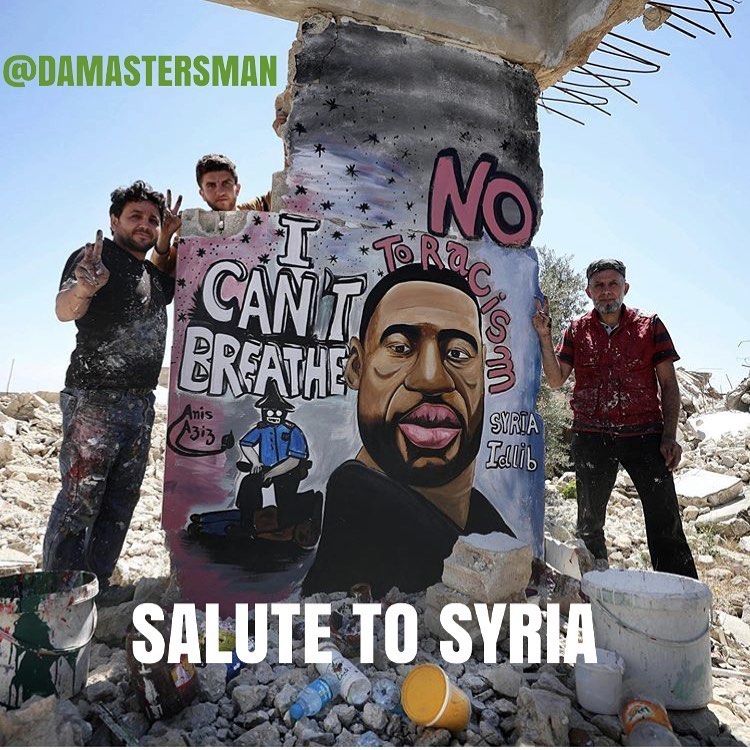 @DAMASTERSMAN
NO
To Racism
I
CAN'T
BREATHE
Anis
Aziz
SYRIA
Idlib
SALUTE TO SYRIA